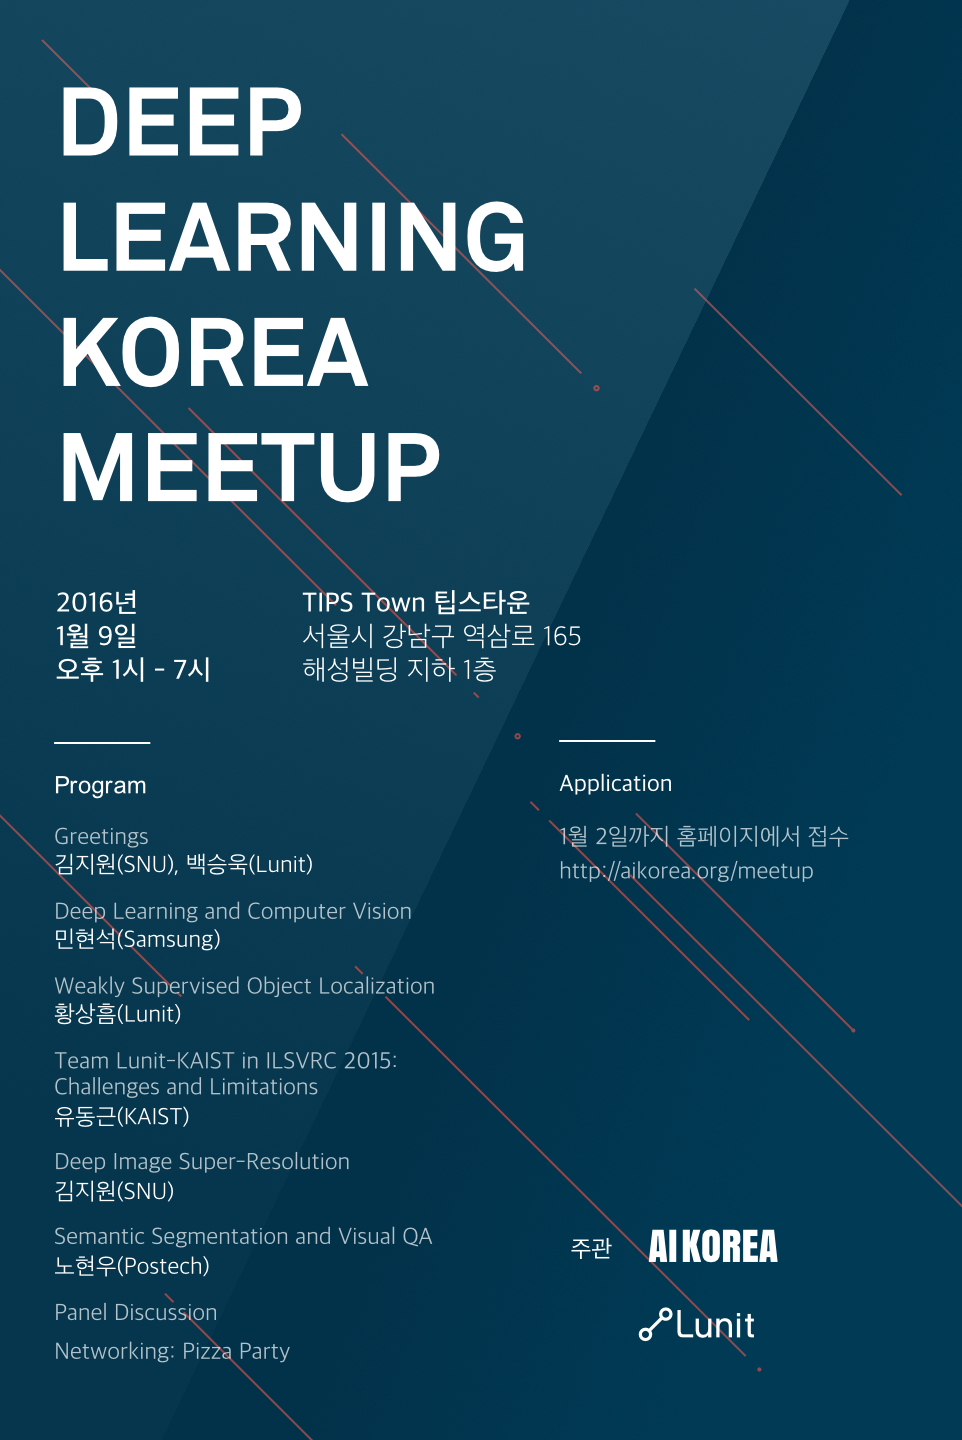 DEEP
LEARNING
KOREA
MEETUP
2016년
1월 9일
오후 1시 - 7시
TIPS Town 팁스타운
서울시 강남구 역삼로 165
해성빌딩 지하 1층
Program
Greetings
김지원(SNU), 백승욱(Lunit)
Deep Learning and Computer Vision
민현석(Samsung)
Weakly Supervised Object Localization
황상흠(Lunit)
Team Lunit-KAIST in ILSVRC 2015:
Challenges and Limitations
유동근(KAIST)
Deep Image Super-Resolution
김지원(SNU)
Semantic Segmentation and Visual QA
노현우(Postech)
Panel Discussion
Networking: Pizza Party
Application
1월 2일까지 홈페이지에서 접수
http://aikorea.org/meetup
주관 AI KOREA
Lunit